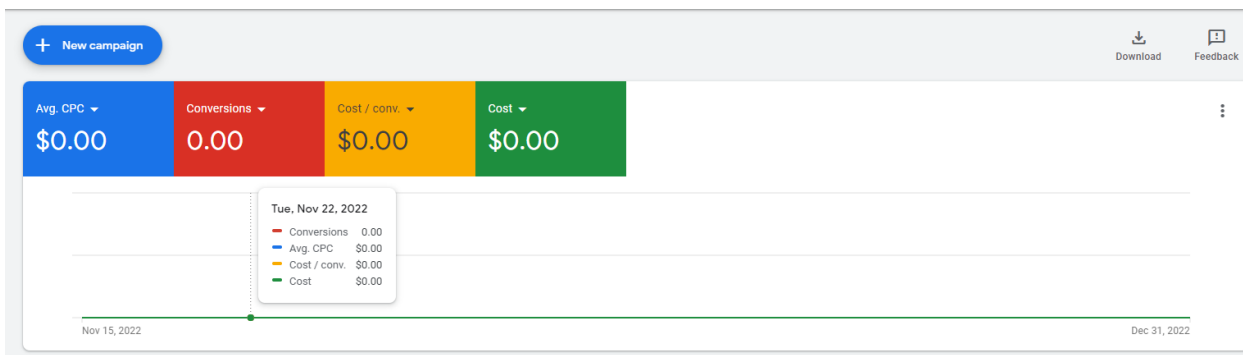 + New campaign
Download
Feedback
Avg. CPC
Conversions
Cost / conv.
Cost
$0.00
0.00
$0.00
$0.00
Tue, Nov 22, 2022
Conversions 0.00
Avg. CPC $0.00
Cost / conv. $0.00
Cost $0.00
Nov 15, 2022
Dec 31, 2022